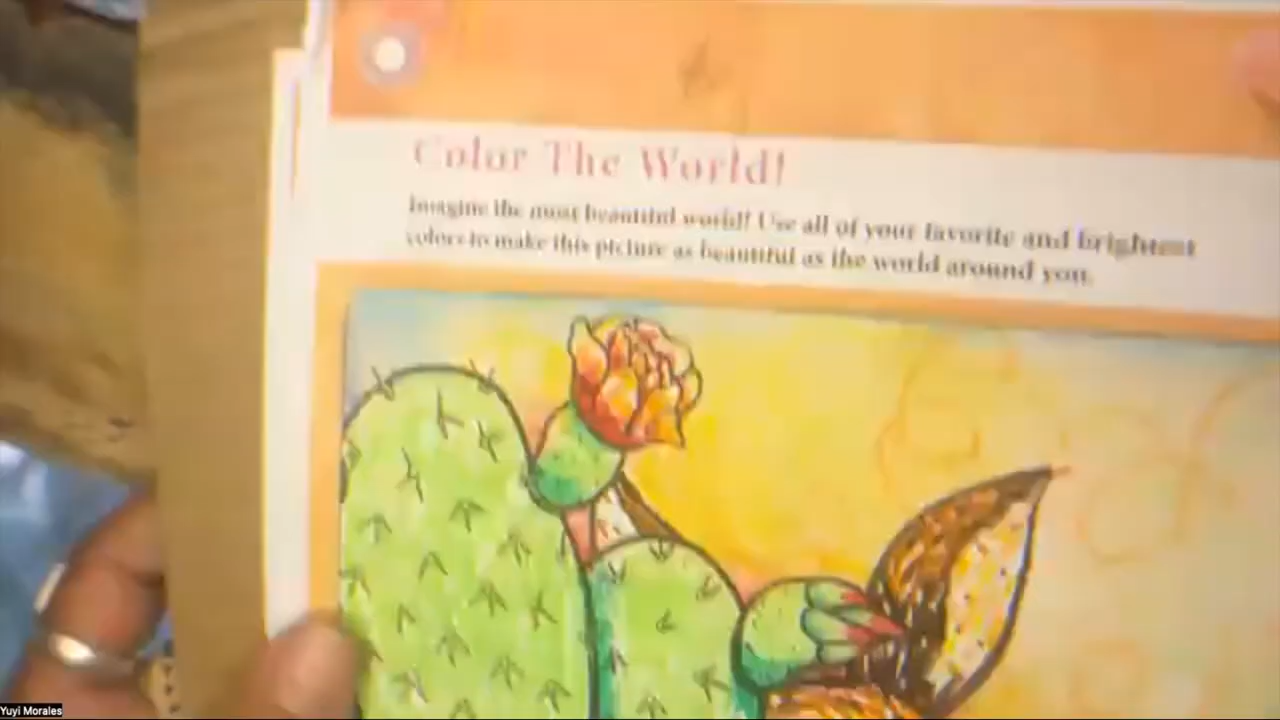 Color The World!
Imagine the most beautiful world! Use all of your favorite and brightest
colors to make this picture as beautiful as the world around you.
Yuyi Morales